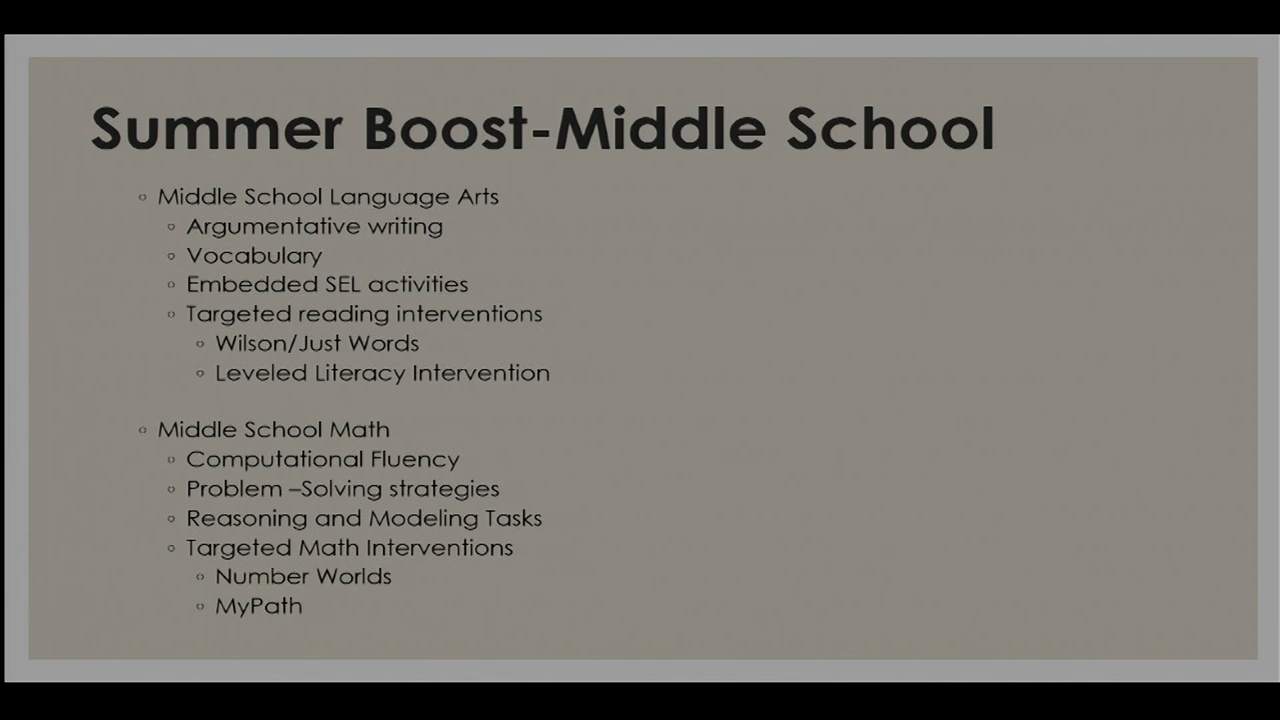 Summer Boost-Middle School
Middle School Language Arts
Argumentative writing
Vocabulary
Embedded SEL activities
Targeted reading interventions
Wilson/Just Words
Leveled Literacy Intervention
Middle School Math
Computational Fluency
Problem –Solving strategies
Reasoning and Modeling Tasks
Targeted Math Interventions
Number Worlds
MyPath